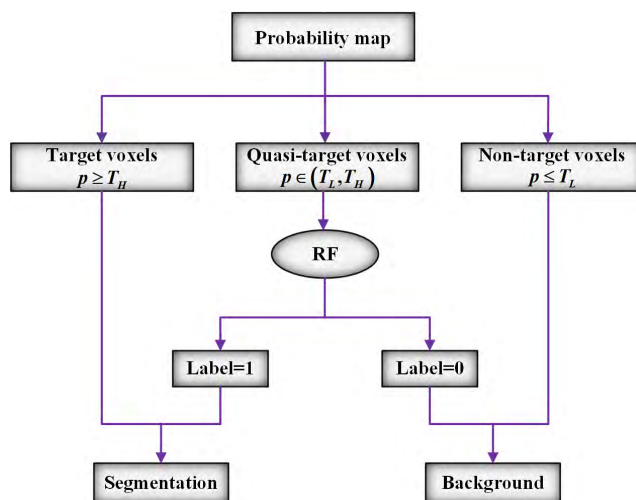 Probability map
Target voxels
p ≥ T_H
Quasi-target voxels
p ∈ (T_L, T_H)
Non-target voxels
p ≤ T_L
RF
Label=1
Label=0
Segmentation
Background